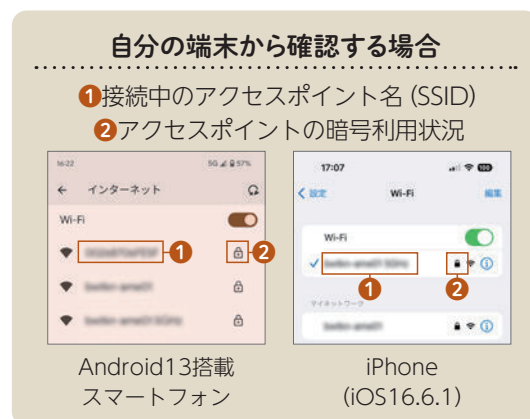 自分の端末から確認する場合
❶接続中のアクセスポイント名 (SSID)
❷アクセスポイントの暗号利用状況
16:22
5G 57%
← インターネット
Wi-Fi
❶
❷
17:07
100
< 設定 Wi-Fi 編集
Wi-Fi
❶
❷
マイネットワーク
Android13搭載
スマートフォン
iPhone
(iOS16.6.1)